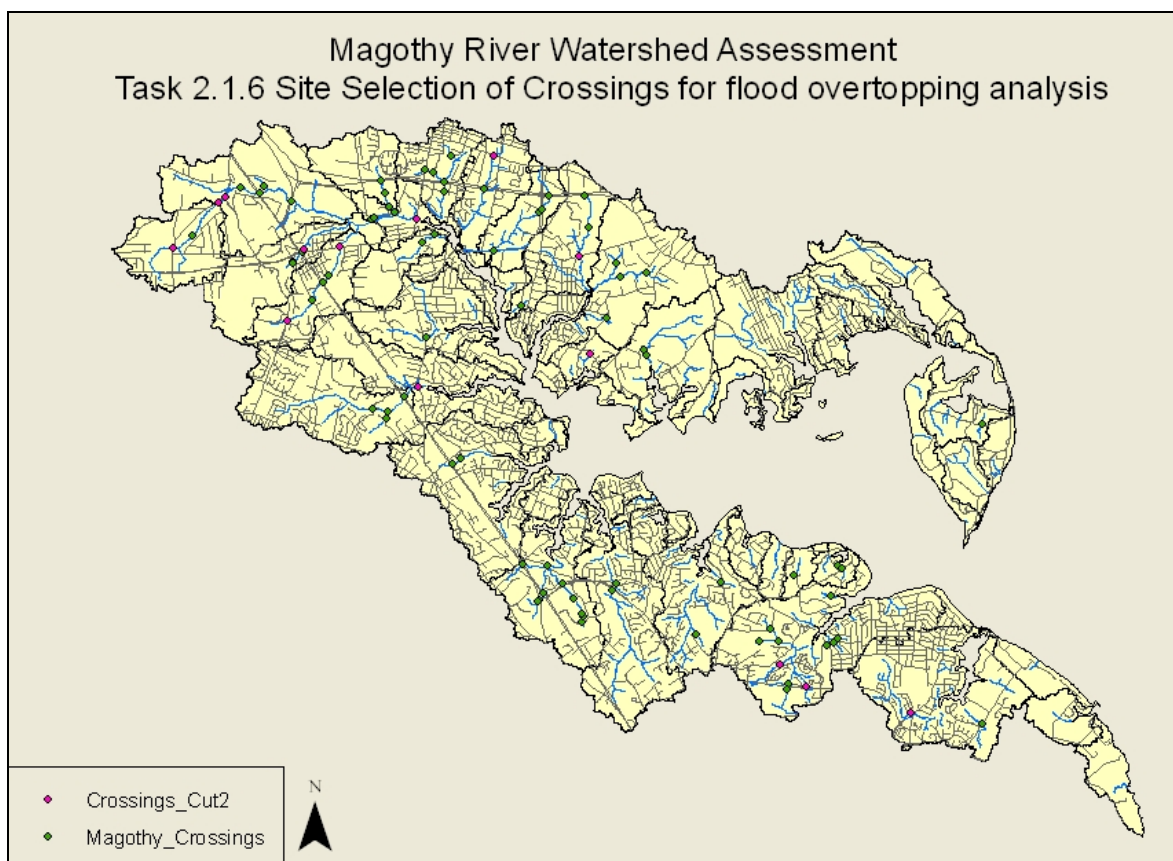 Magothy River Watershed Assessment
Task 2.1.6 Site Selection of Crossings for flood overtopping analysis
N
Crossings_Cut2
Magothy_Crossings